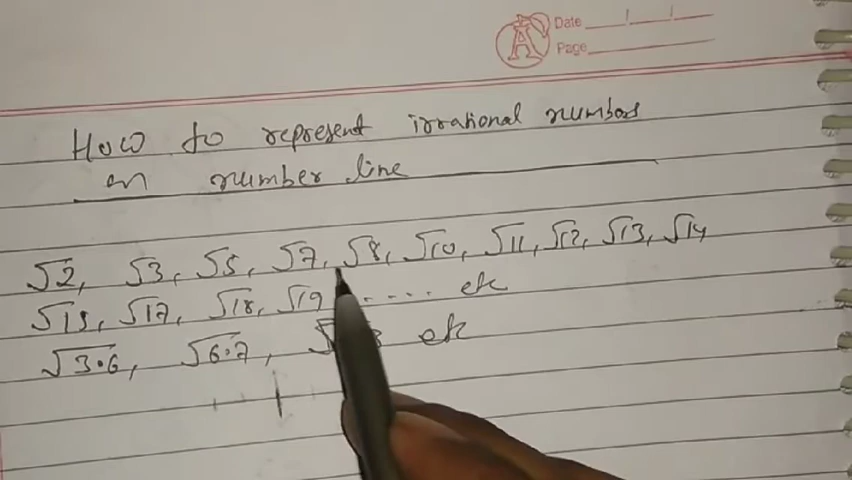 Date
Page
How to represent irrational numbers
on number line
√2, √3, √5, √7, √8, √10, √11, √12, √13, √14
√15, √17, √18, √19 ..... etc
√3.6, √6.7, etc